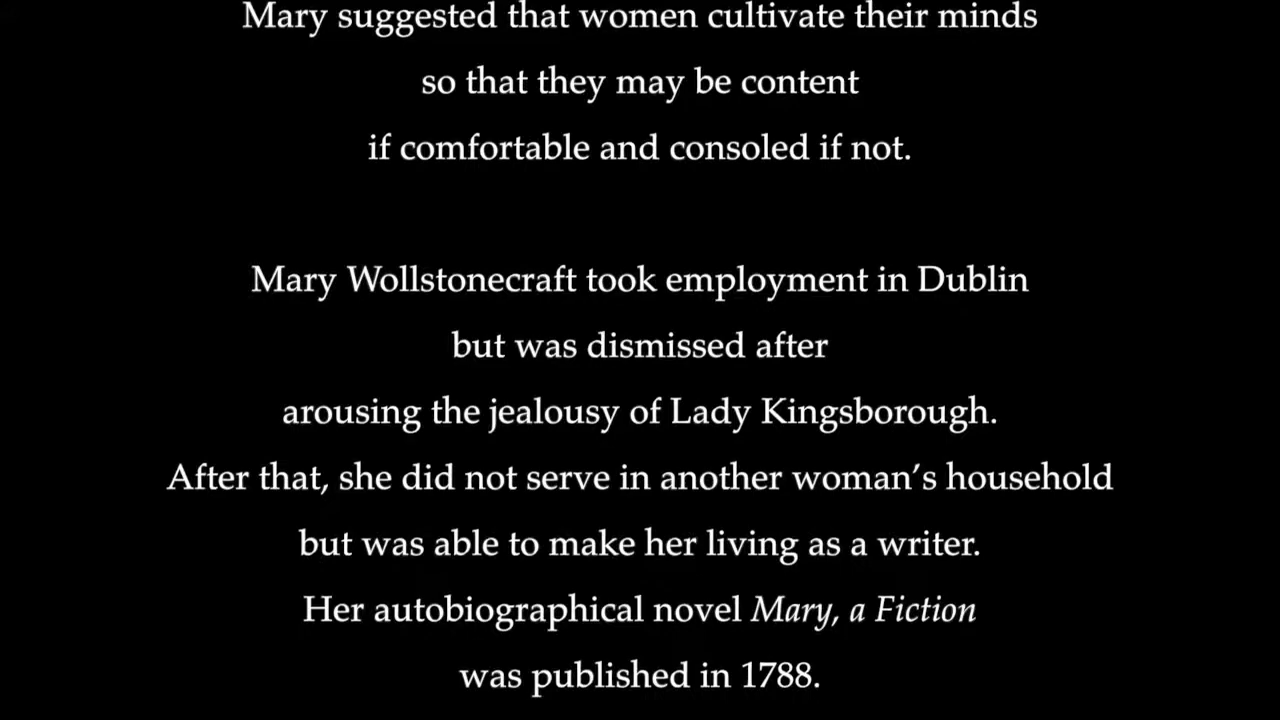 Mary suggested that women cultivate their minds
so that they may be content
if comfortable and consoled if not.
Mary Wollstonecraft took employment in Dublin
but was dismissed after
arousing the jealousy of Lady Kingsborough.
After that, she did not serve in another woman’s household
but was able to make her living as a writer.
Her autobiographical novel Mary, a Fiction
was published in 1788.